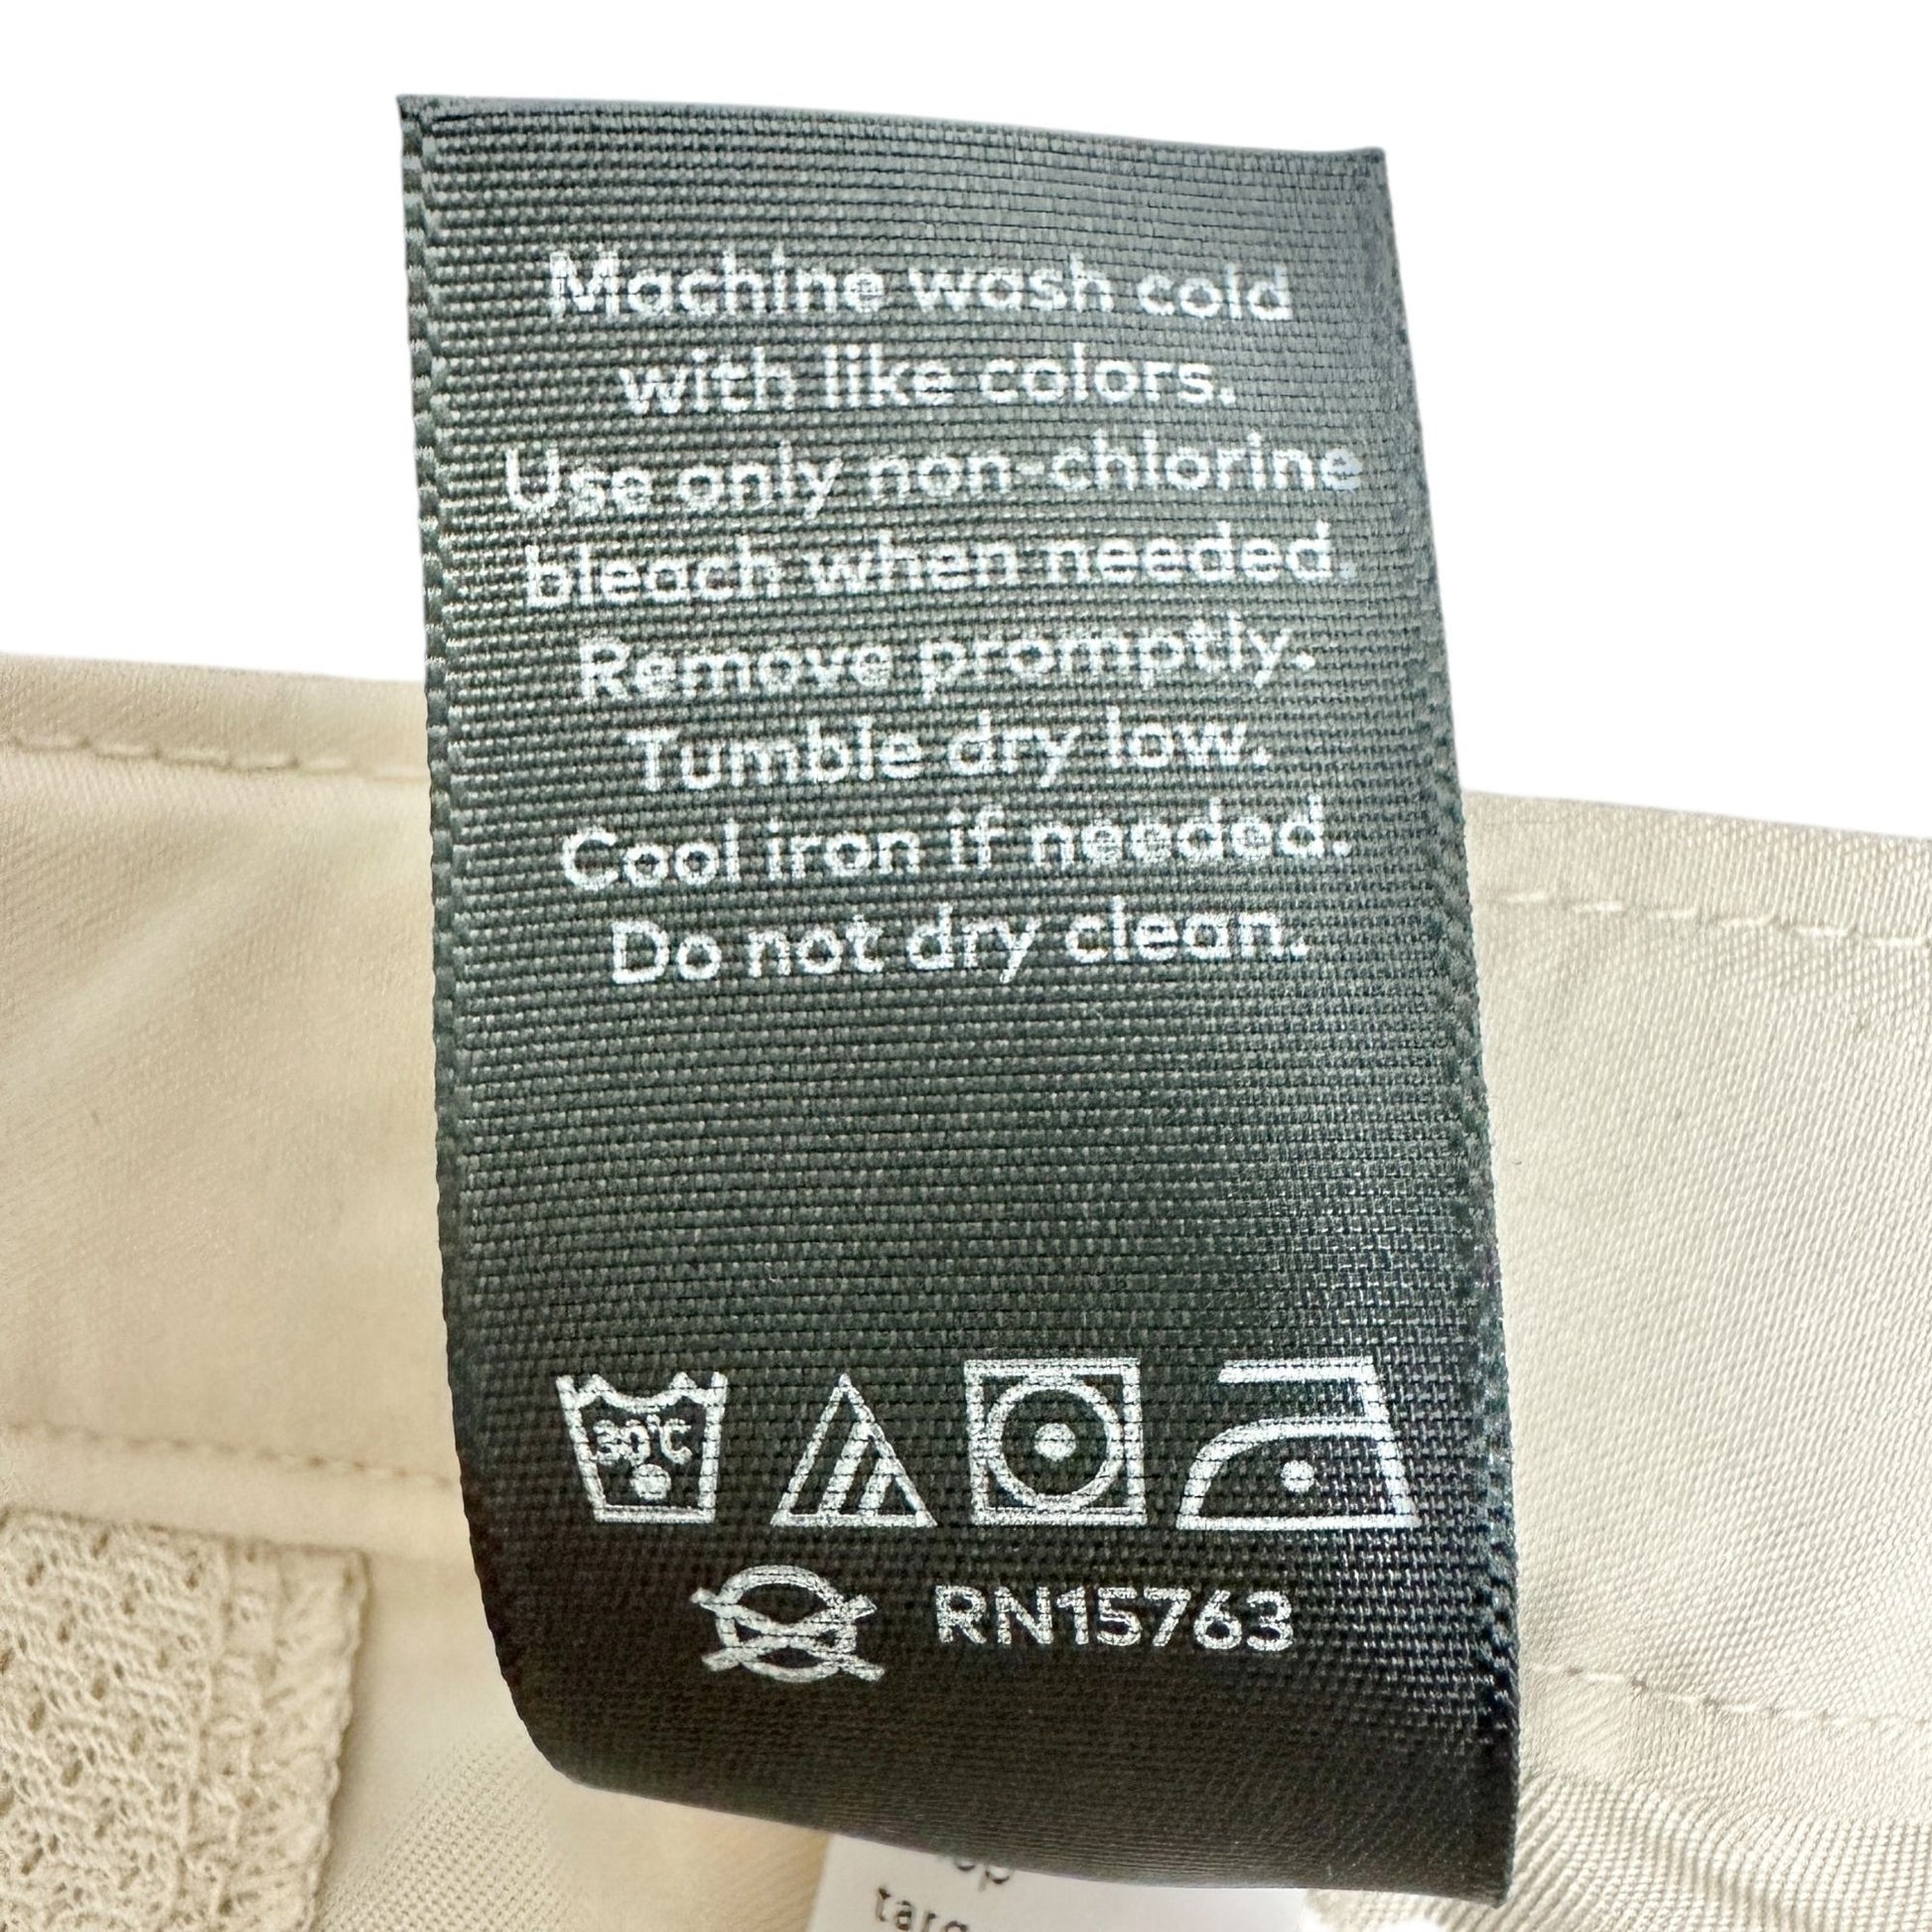 Machine wash cold
with like colors.
Use only non-chlorine
bleach when needed.
Remove promptly.
Tumble dry low.
Cool iron if needed.
Do not dry clean.
30°C
RN15763